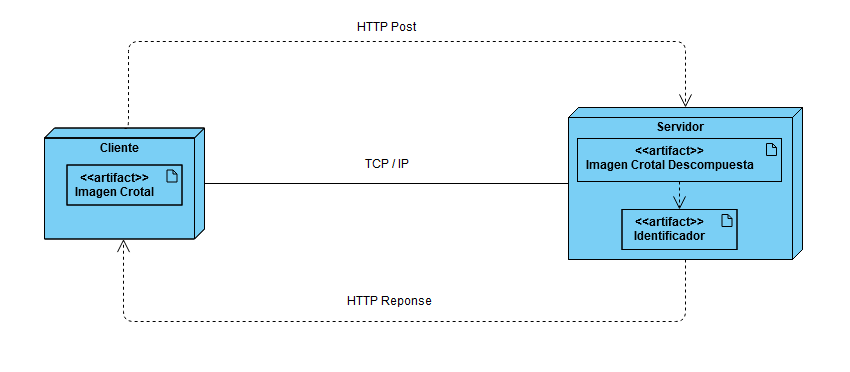 HTTP Post
Cliente
<<artifact>>
Imagen Crotal
TCP / IP
Servidor
<<artifact>>
Imagen Crotal Descompuesta
<<artifact>>
Identificador
HTTP Reponse